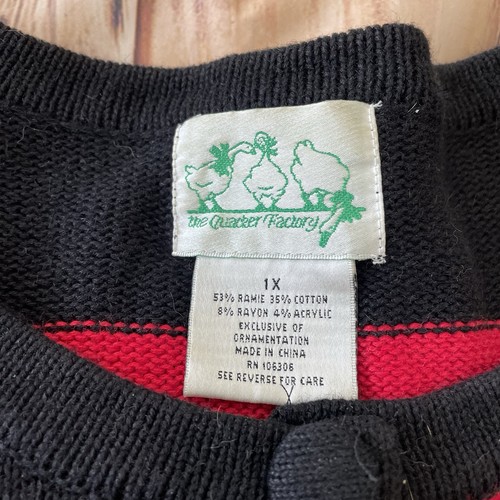 the Quacker Factory
1X
53% RAMIE 35% COTTON
8% RAYON 4% ACRYLIC
EXCLUSIVE OF
ORNAMENTATION
MADE IN CHINA
RN 106306
SEE REVERSE FOR CARE